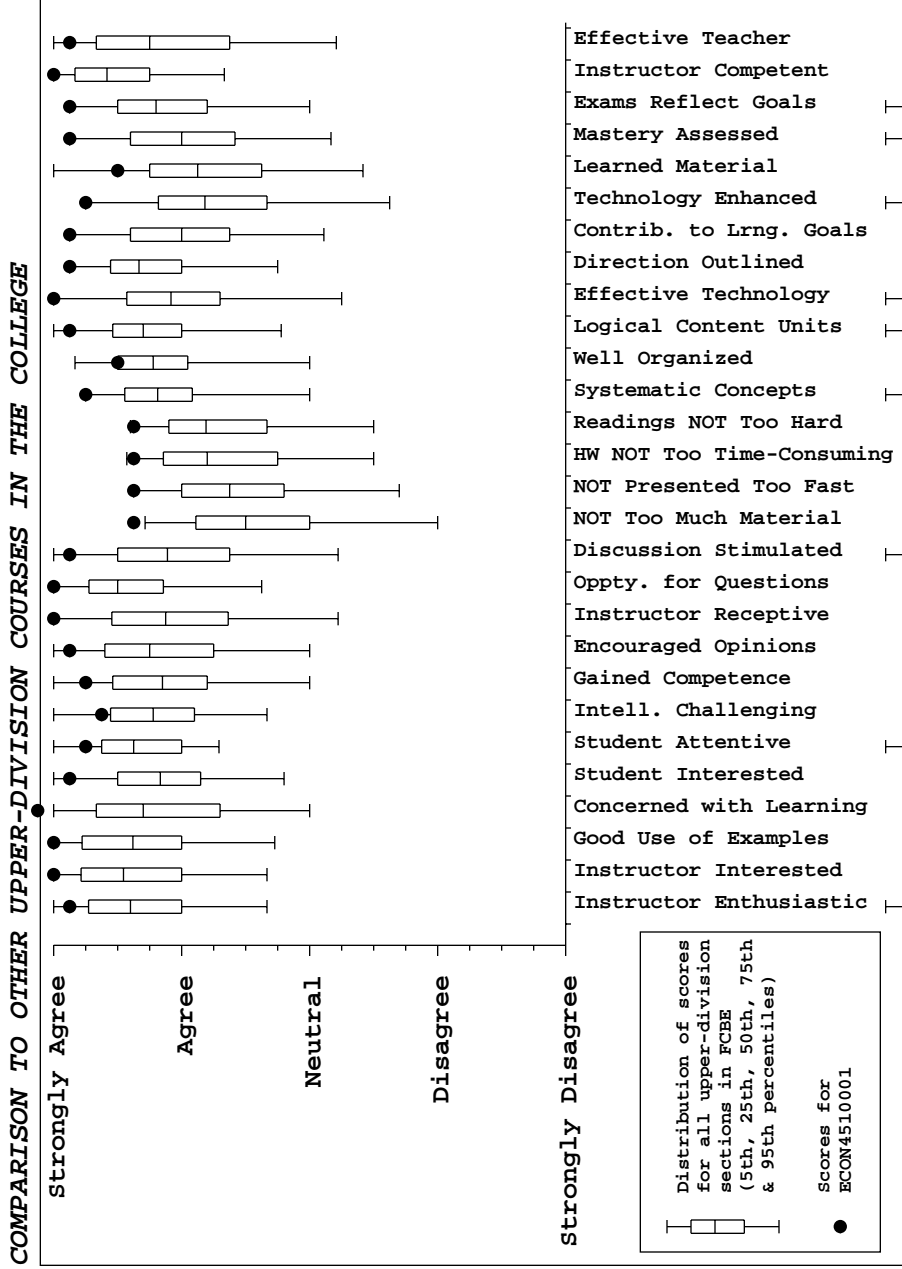 COMPARISON TO OTHER UPPER-DIVISION COURSES IN THE COLLEGE
Effective Teacher
Instructor Competent
Exams Reflect Goals
Mastery Assessed
Learned Material
Technology Enhanced
Contrib. to Lrng. Goals
Direction Outlined
Effective Technology
Logical Content Units
Well Organized
Systematic Concepts
Readings NOT Too Hard
HW NOT Too Time-Consuming
NOT Presented Too Fast
NOT Too Much Material
Discussion Stimulated
Oppty. for Questions
Instructor Receptive
Encouraged Opinions
Gained Competence
Intell. Challenging
Student Attentive
Student Interested
Concerned with Learning
Good Use of Examples
Instructor Interested
Instructor Enthusiastic
Strongly Agree
Agree
Neutral
Disagree
Strongly Disagree
Distribution of scores
for all upper-division
sections in FCBE
(5th, 25th, 50th, 75th
& 95th percentiles)
Scores for
ECON4510001